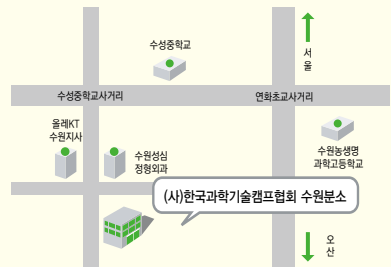 수성중학교
서
울
수성중학교사거리
연화초교사거리
올레KT
수원지사
수원성심
정형외과
수원농생명
과학고등학교
(사)한국과학기술캠프협회 수원분소
오
산